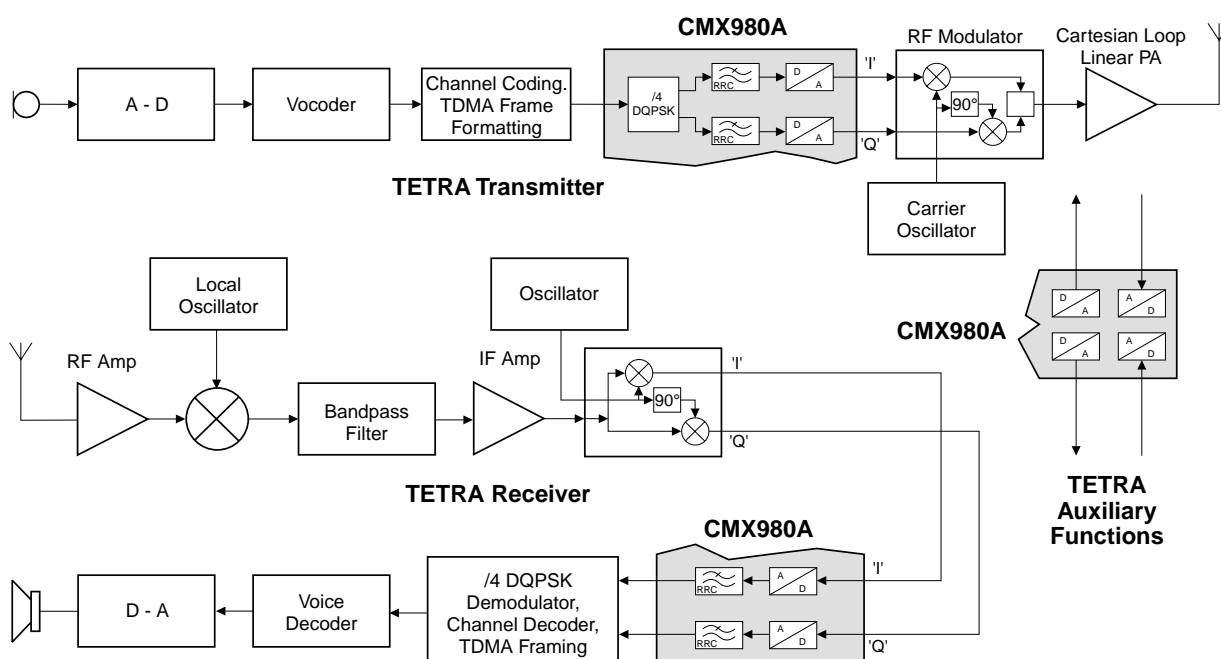 CMX980A
RF Modulator
Cartesian Loop
Linear PA
A - D
Vocoder
Channel Coding.
TDMA Frame
Formatting
/4
DQPSK
RRC
D
A
'I'
90°
RRC
D
A
'Q'
TETRA Transmitter
Carrier
Oscillator
Local
Oscillator
Oscillator
CMX980A
D
A
A
D
D
A
A
D
RF Amp
IF Amp
Bandpass
Filter
90°
'I'
'Q'
TETRA Receiver
TETRA
Auxiliary
Functions
CMX980A
D - A
Voice
Decoder
/4 DQPSK
Demodulator,
Channel Decoder,
TDMA Framing
RRC
A
D
'I'
RRC
A
D
'Q'